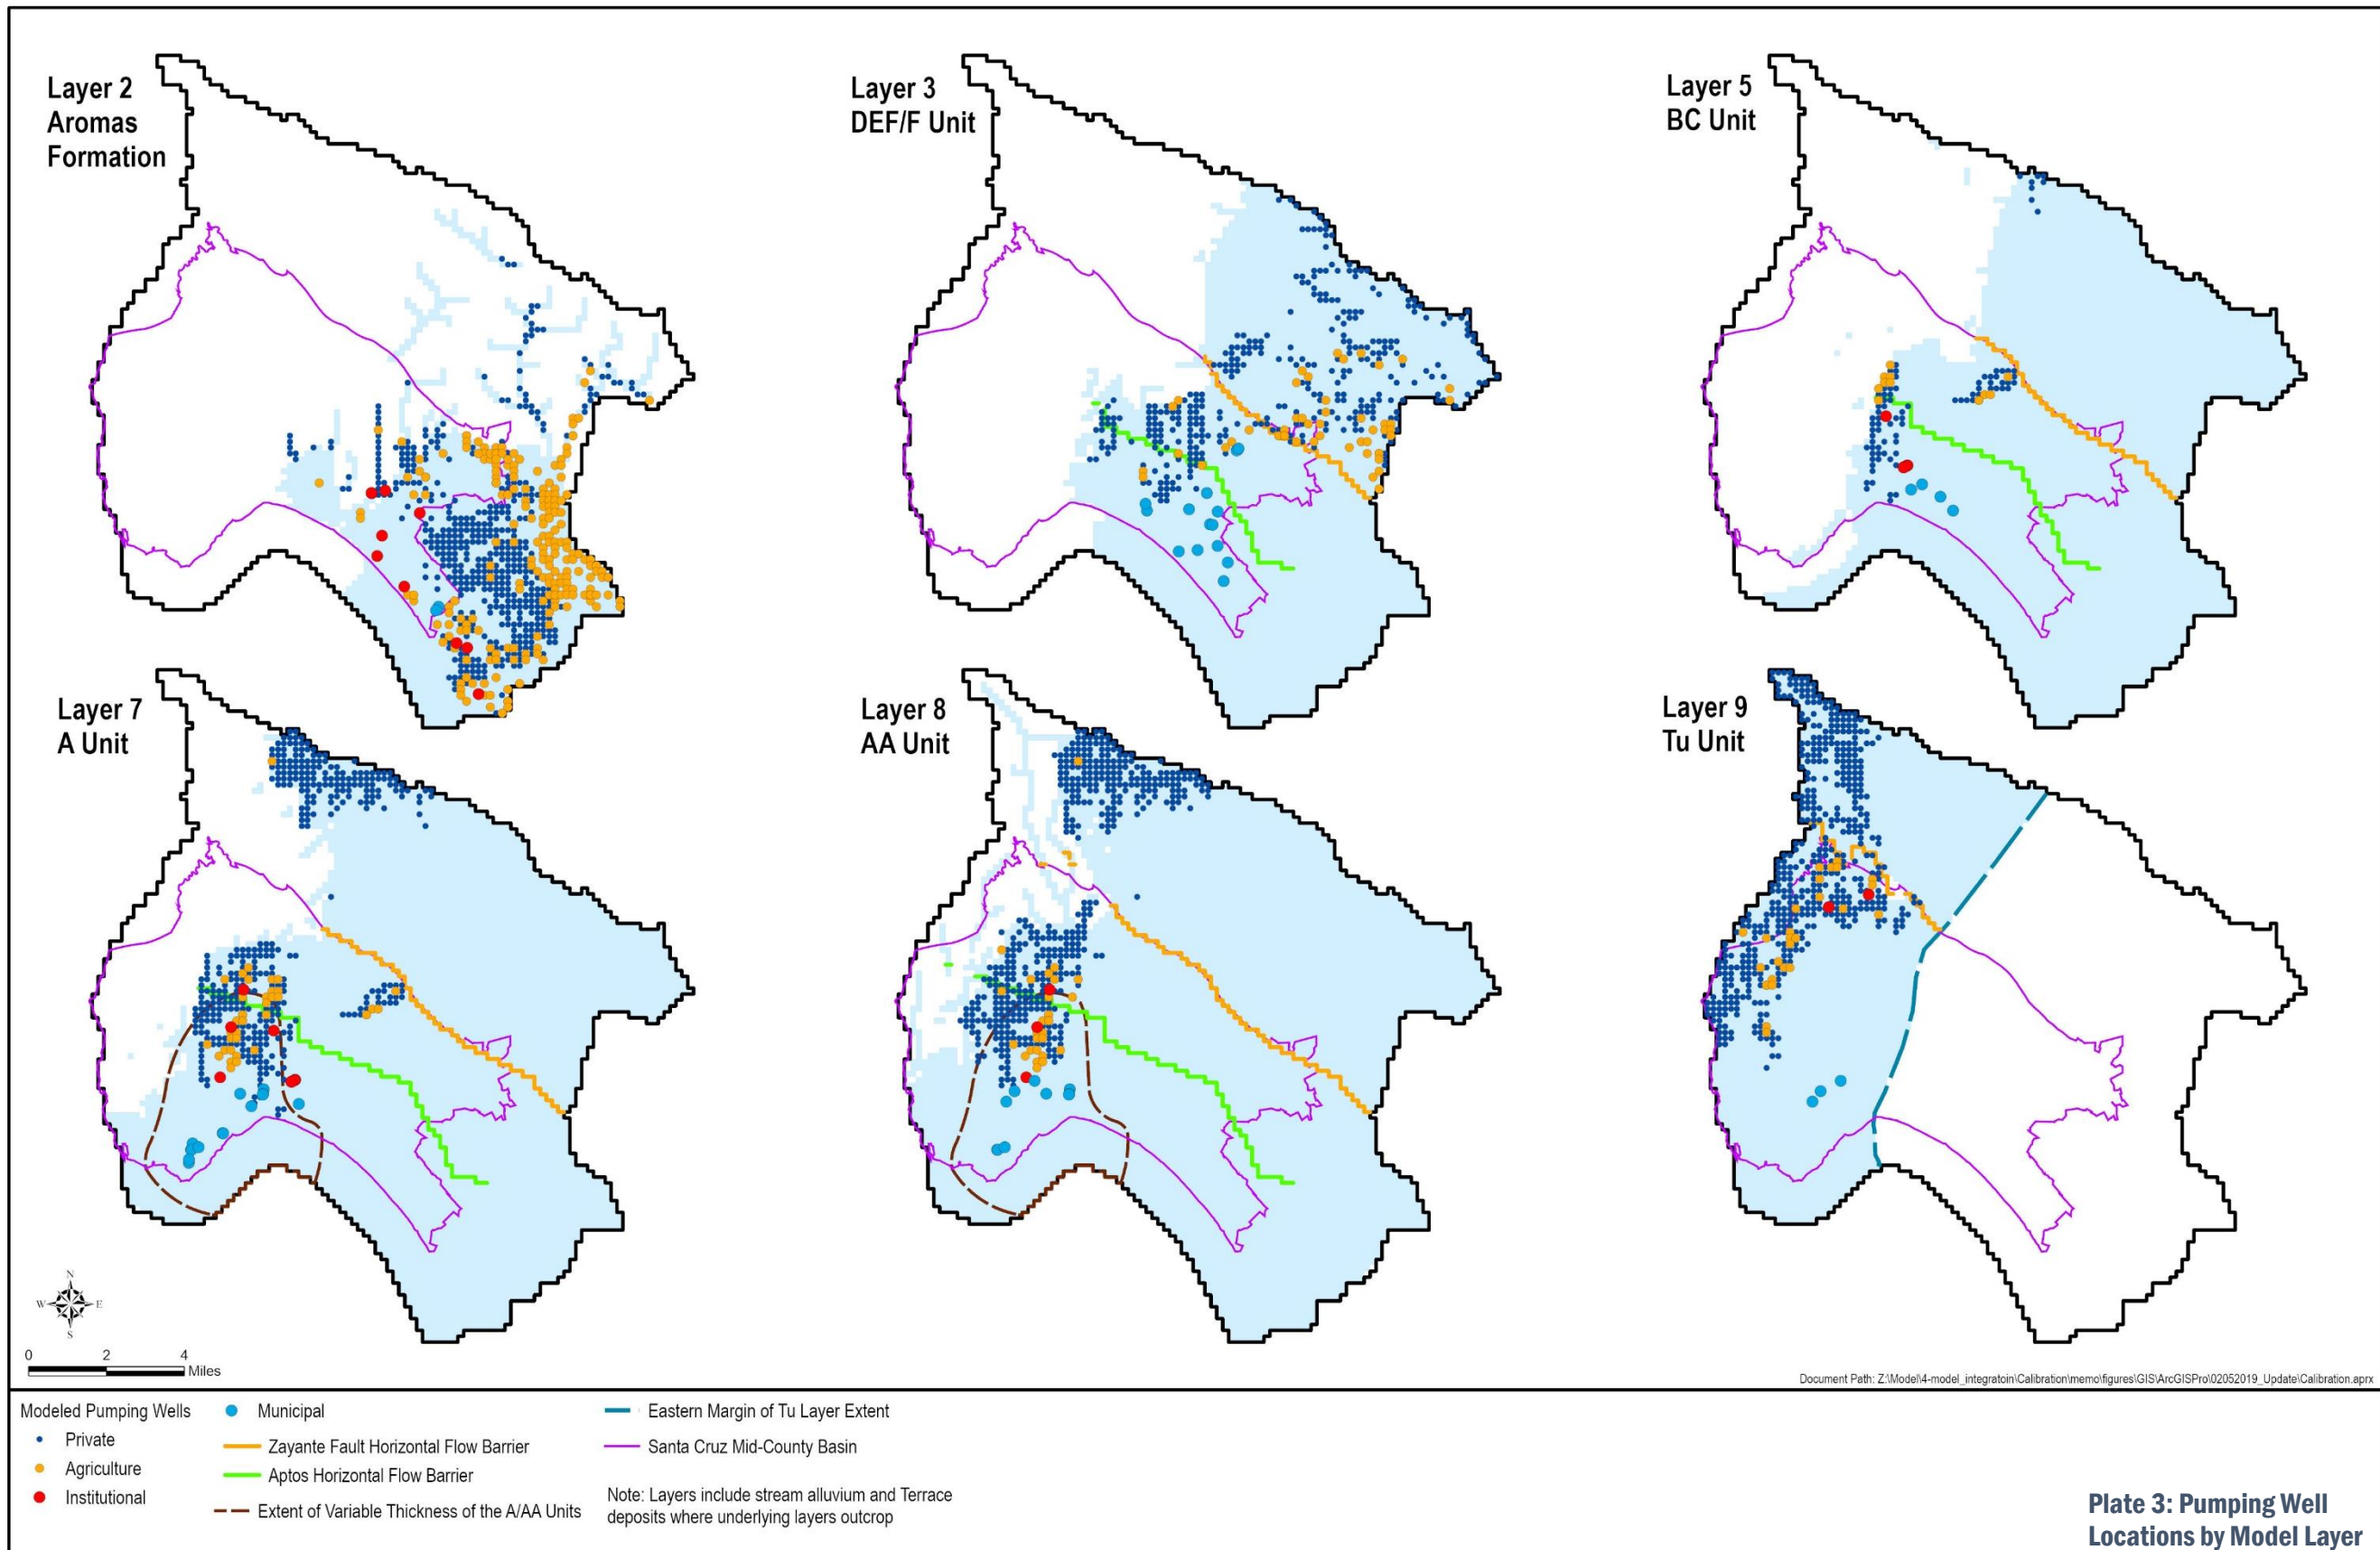 Layer 2
Aromas
Formation
Layer 3
DEF/F Unit
Layer 5
BC Unit
Layer 7
A Unit
Layer 8
AA Unit
Layer 9
Tu Unit
N
W E
S
0 2 4
Miles
Document Path: Z:\Model\4-model_integratoin\Calibration\memo\figures\GIS\ArcGISPro\02052019_Update\Calibration.aprx
Modeled Pumping Wells
Private
Agriculture
Institutional
Municipal
Zayante Fault Horizontal Flow Barrier
Aptos Horizontal Flow Barrier
Extent of Variable Thickness of the A/AA Units
Eastern Margin of Tu Layer Extent
Santa Cruz Mid-County Basin
Note: Layers include stream alluvium and Terrace
deposits where underlying layers outcrop
Plate 3: Pumping Well
Locations by Model Layer